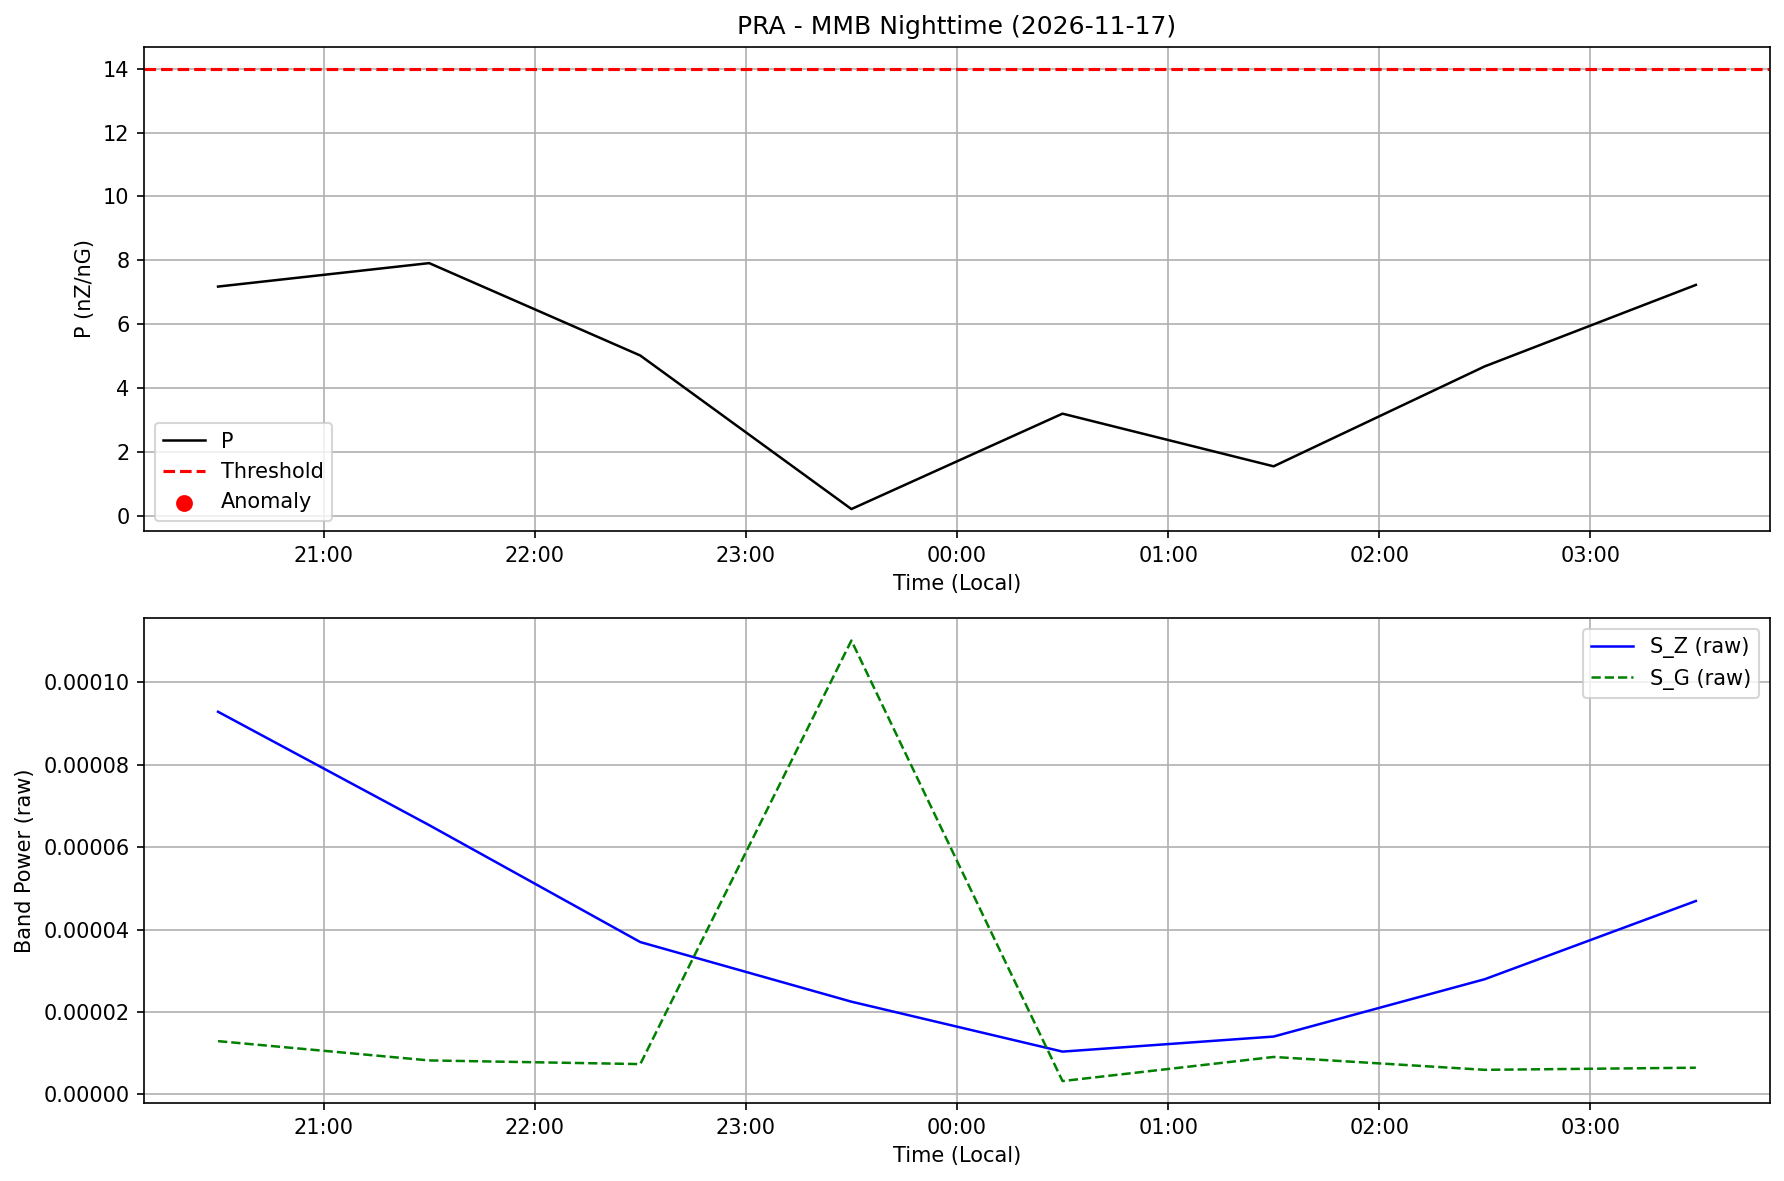 PRA - MMB Nighttime (2026-11-17)
14
12
10
8
6
4
2
0
P (nZ/nG)
P
Threshold
Anomaly
21:00 22:00 23:00 00:00 01:00 02:00 03:00
Time (Local)
0.00010
0.00008
0.00006
0.00004
0.00002
0.00000
Band Power (raw)
S_Z (raw)
S_G (raw)
21:00 22:00 23:00 00:00 01:00 02:00 03:00
Time (Local)